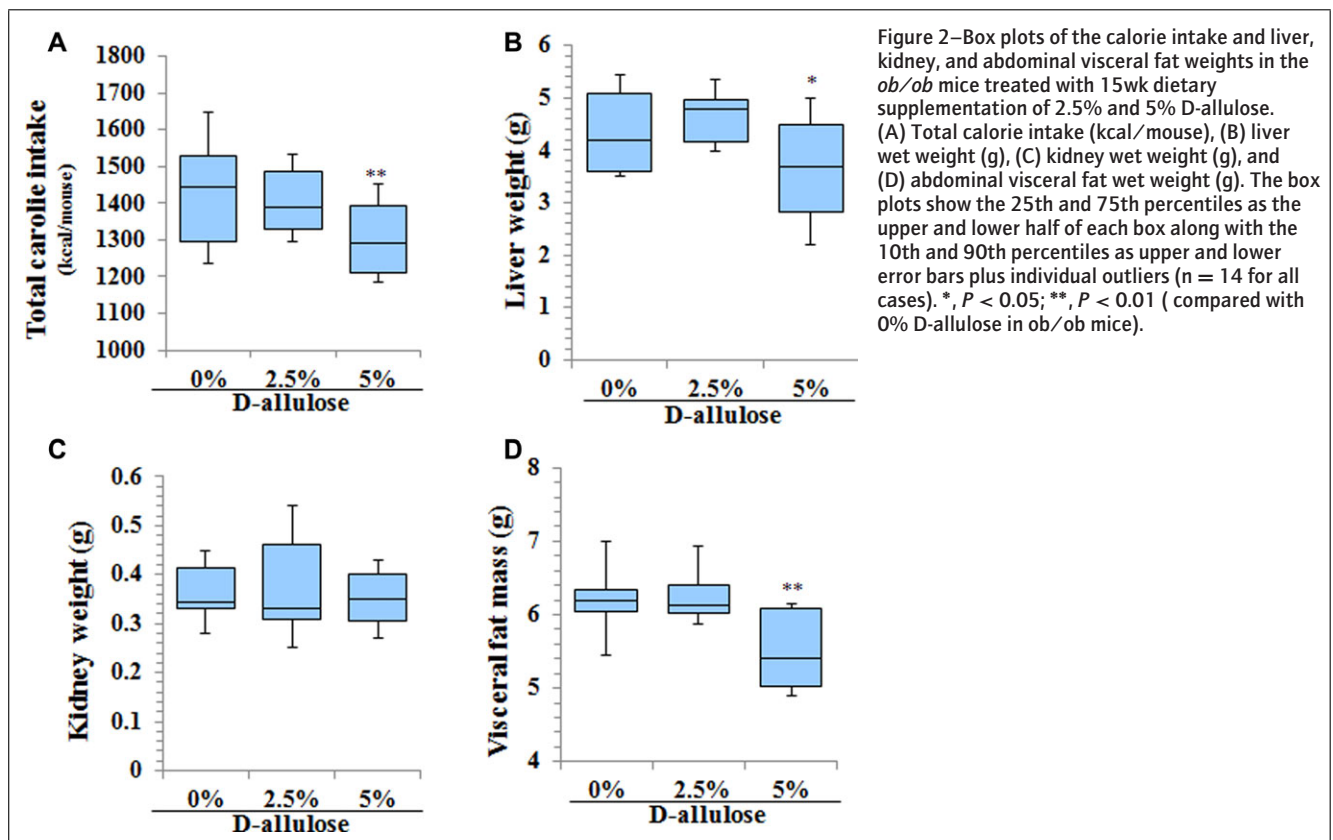 A
Total carolie intake
(kcal/mouse)
1800
1700
1600
1500
1400
1300
1200
1100
1000
**
0% 2.5% 5%
D-allulose
B
Liver weight (g)
6
5
4
3
2
1
0
*
0% 2.5% 5%
D-allulose
Figure 2–Box plots of the calorie intake and liver,
kidney, and abdominal visceral fat weights in the
ob/ob mice treated with 15wk dietary
supplementation of 2.5% and 5% D-allulose.
(A) Total calorie intake (kcal/mouse), (B) liver
wet weight (g), (C) kidney wet weight (g), and
(D) abdominal visceral fat wet weight (g). The box
plots show the 25th and 75th percentiles as the
upper and lower half of each box along with the
10th and 90th percentiles as upper and lower
error bars plus individual outliers (n = 14 for all
cases). *, P < 0.05; **, P < 0.01 ( compared with
0% D-allulose in ob/ob mice).
C
Kidney weight (g)
0.6
0.5
0.4
0.3
0.2
0.1
0
0% 2.5% 5%
D-allulose
D
Visceral fat mass (g)
8
7
6
5
4
**
0% 2.5% 5%
D-allulose